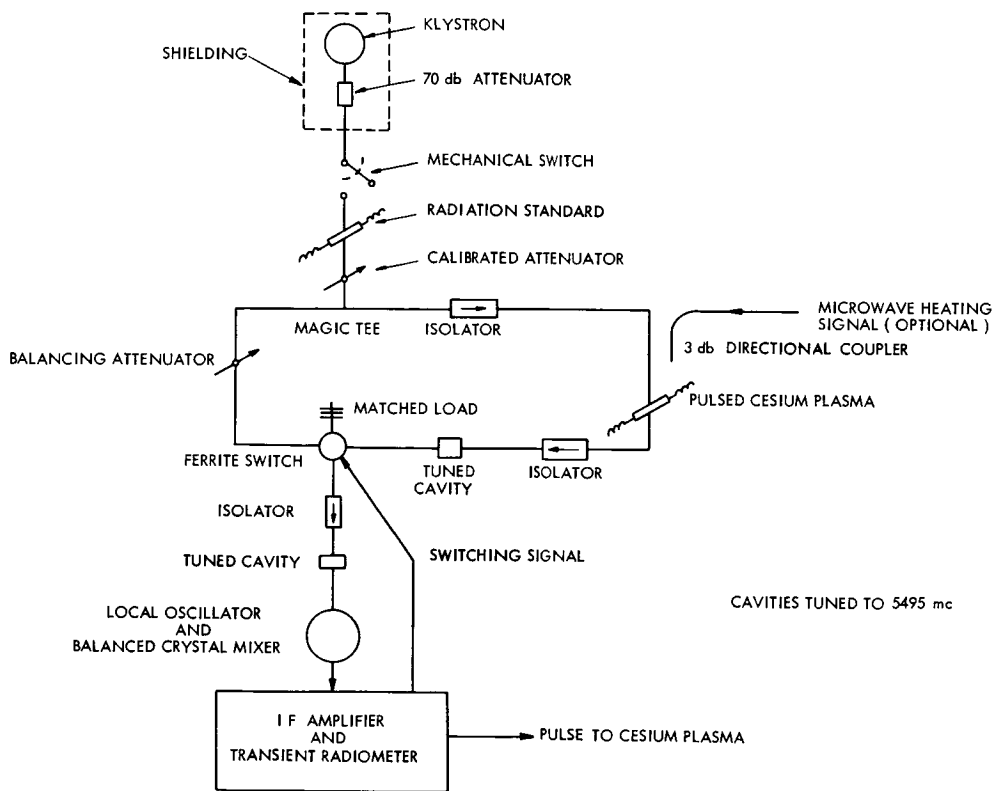 KLYSTRON
SHIELDING
70 db ATTENUATOR
MECHANICAL SWITCH
RADIATION STANDARD
CALIBRATED ATTENUATOR
MAGIC TEE
ISOLATOR
MICROWAVE HEATING
SIGNAL ( OPTIONAL )
3 db DIRECTIONAL COUPLER
BALANCING ATTENUATOR
PULSED CESIUM PLASMA
MATCHED LOAD
FERRITE SWITCH
TUNED
CAVITY
ISOLATOR
ISOLATOR
TUNED CAVITY
SWITCHING SIGNAL
CAVITIES TUNED TO 5495 mc
LOCAL OSCILLATOR
AND
BALANCED CRYSTAL MIXER
I F AMPLIFIER
AND
TRANSIENT RADIOMETER
PULSE TO CESIUM PLASMA